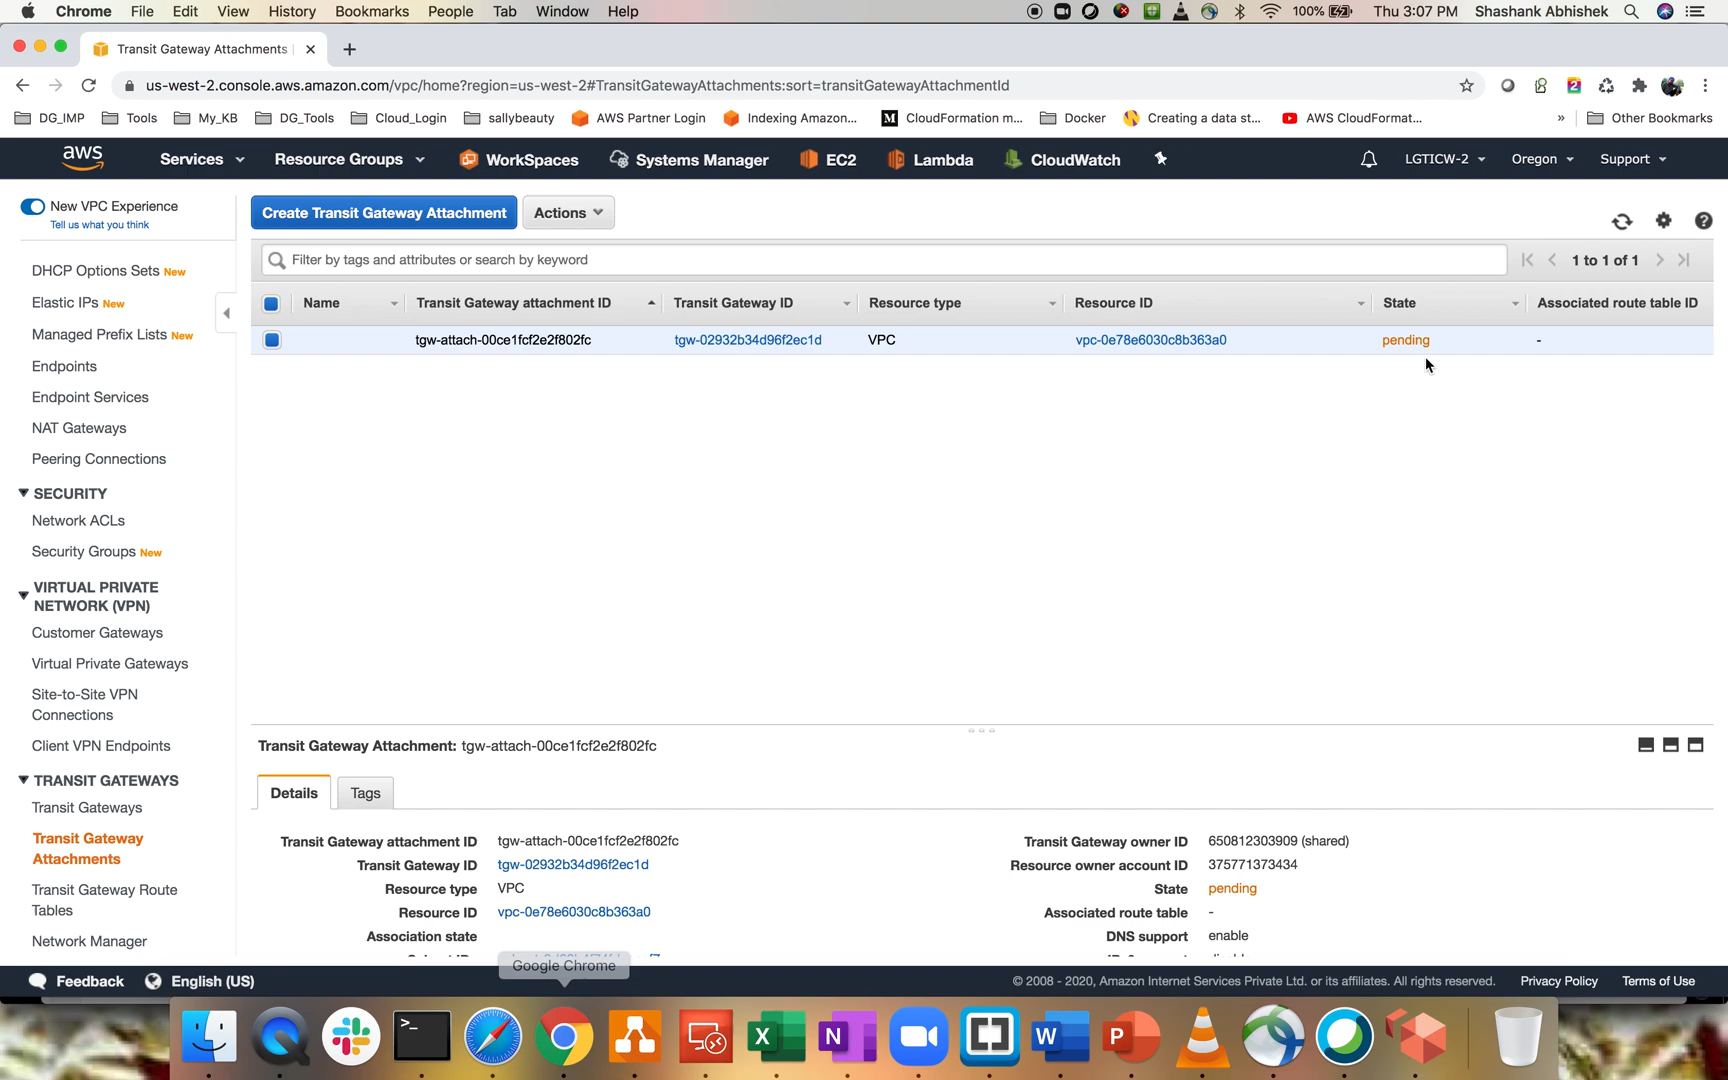 Chrome File Edit View History Bookmarks People Tab Window Help 100% Thu 3:07 PM Shashank Abhishek
Transit Gateway Attachments
us-west-2.console.aws.amazon.com/vpc/home?region=us-west-2#TransitGatewayAttachments:sort=transitGatewayAttachmentId
DG_IMP Tools My_KB DG_Tools Cloud_Login sallybeauty AWS Partner Login Indexing Amazon... M CloudFormation m... Docker Creating a data st... AWS CloudFormat... » Other Bookmarks
aws Services Resource Groups WorkSpaces Systems Manager EC2 Lambda CloudWatch LGTICW-2 Oregon Support
New VPC Experience
Tell us what you think
Create Transit Gateway Attachment Actions
Filter by tags and attributes or search by keyword 1 to 1 of 1
Name Transit Gateway attachment ID Transit Gateway ID Resource type Resource ID State Associated route table ID
tgw-attach-00ce1fcf2e2f802fc tgw-02932b34d96f2ec1d VPC vpc-0e78e6030c8b363a0 pending -
DHCP Options Sets New
Elastic IPs New
Managed Prefix Lists New
Endpoints
Endpoint Services
NAT Gateways
Peering Connections
SECURITY
Network ACLs
Security Groups New
VIRTUAL PRIVATE
NETWORK (VPN)
Customer Gateways
Virtual Private Gateways
Site-to-Site VPN
Connections
Client VPN Endpoints
TRANSIT GATEWAYS
Transit Gateways
Transit Gateway
Attachments
Transit Gateway Route
Tables
Network Manager
Transit Gateway Attachment: tgw-attach-00ce1fcf2e2f802fc
Details Tags
Transit Gateway attachment ID tgw-attach-00ce1fcf2e2f802fc Transit Gateway owner ID 650812303909 (shared)
Transit Gateway ID tgw-02932b34d96f2ec1d Resource owner account ID 375771373434
Resource type VPC State pending
Resource ID vpc-0e78e6030c8b363a0 Associated route table -
Association state DNS support enable
Google Chrome
Feedback English (US) © 2008 - 2020, Amazon Internet Services Private Ltd. or its affiliates. All rights reserved. Privacy Policy Terms of Use